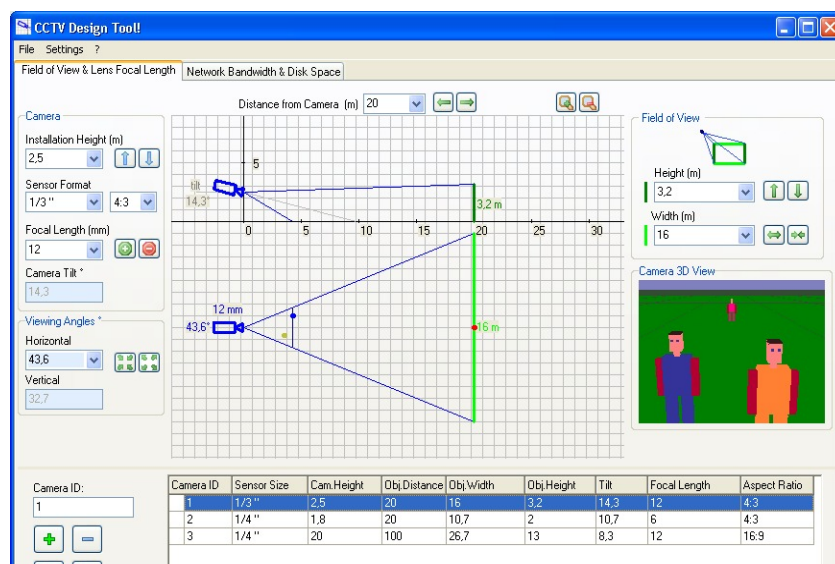 CCTV Design Tool!
File Settings ?
Field of View & Lens Focal Length Network Bandwidth & Disk Space
Distance from Camera (m) 20
Camera
Installation Height (m)
2,5
Sensor Format
1/3 " 4:3
Focal Length (mm)
12
Camera Tilt °
14,3
Viewing Angles °
Horizontal
43,6
Vertical
32,7
5
tilt
14,3°
3,2 m
0 5 10 15 20 25 30
12 mm
43,6°
16 m
Field of View
Height (m)
3,2
Width (m)
16
Camera 3D View
Camera ID:
1
Camera ID Sensor Size Cam.Height Obj.Distance Obj.Width Obj.Height Tilt Focal Length Aspect Ratio
1 1/3 " 2,5 20 16 3,2 14,3 12 4:3
2 1/4 " 1,8 20 10,7 2 10,7 6 4:3
3 1/4 " 20 100 26,7 13 8,3 12 16:9